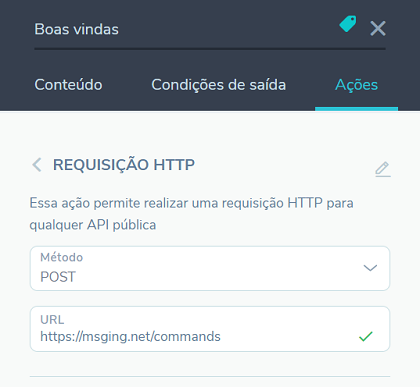 Boas vindas
Conteúdo Condições de saída Ações
REQUISIÇÃO HTTP
Essa ação permite realizar uma requisição HTTP para
qualquer API pública
Método
POST
URL
https://msging.net/commands